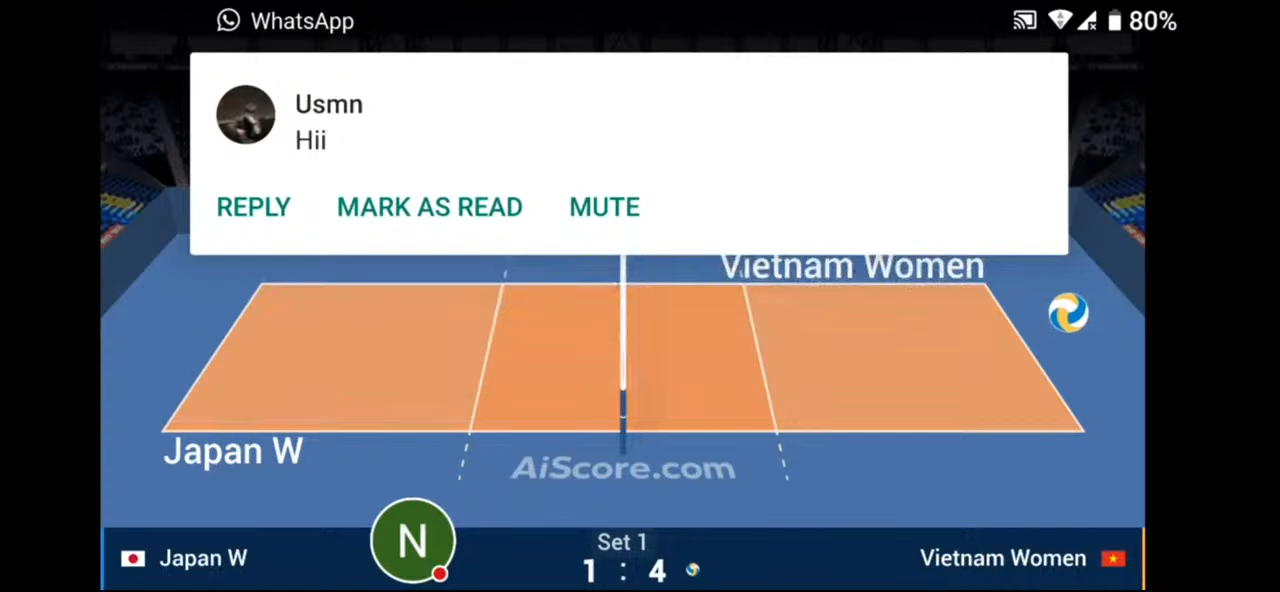 WhatsApp
80%
Usmn
Hii
REPLY MARK AS READ MUTE
Vietnam Women
Japan W
AiScore.com
N
Set 1
Japan W
1 : 4
Vietnam Women